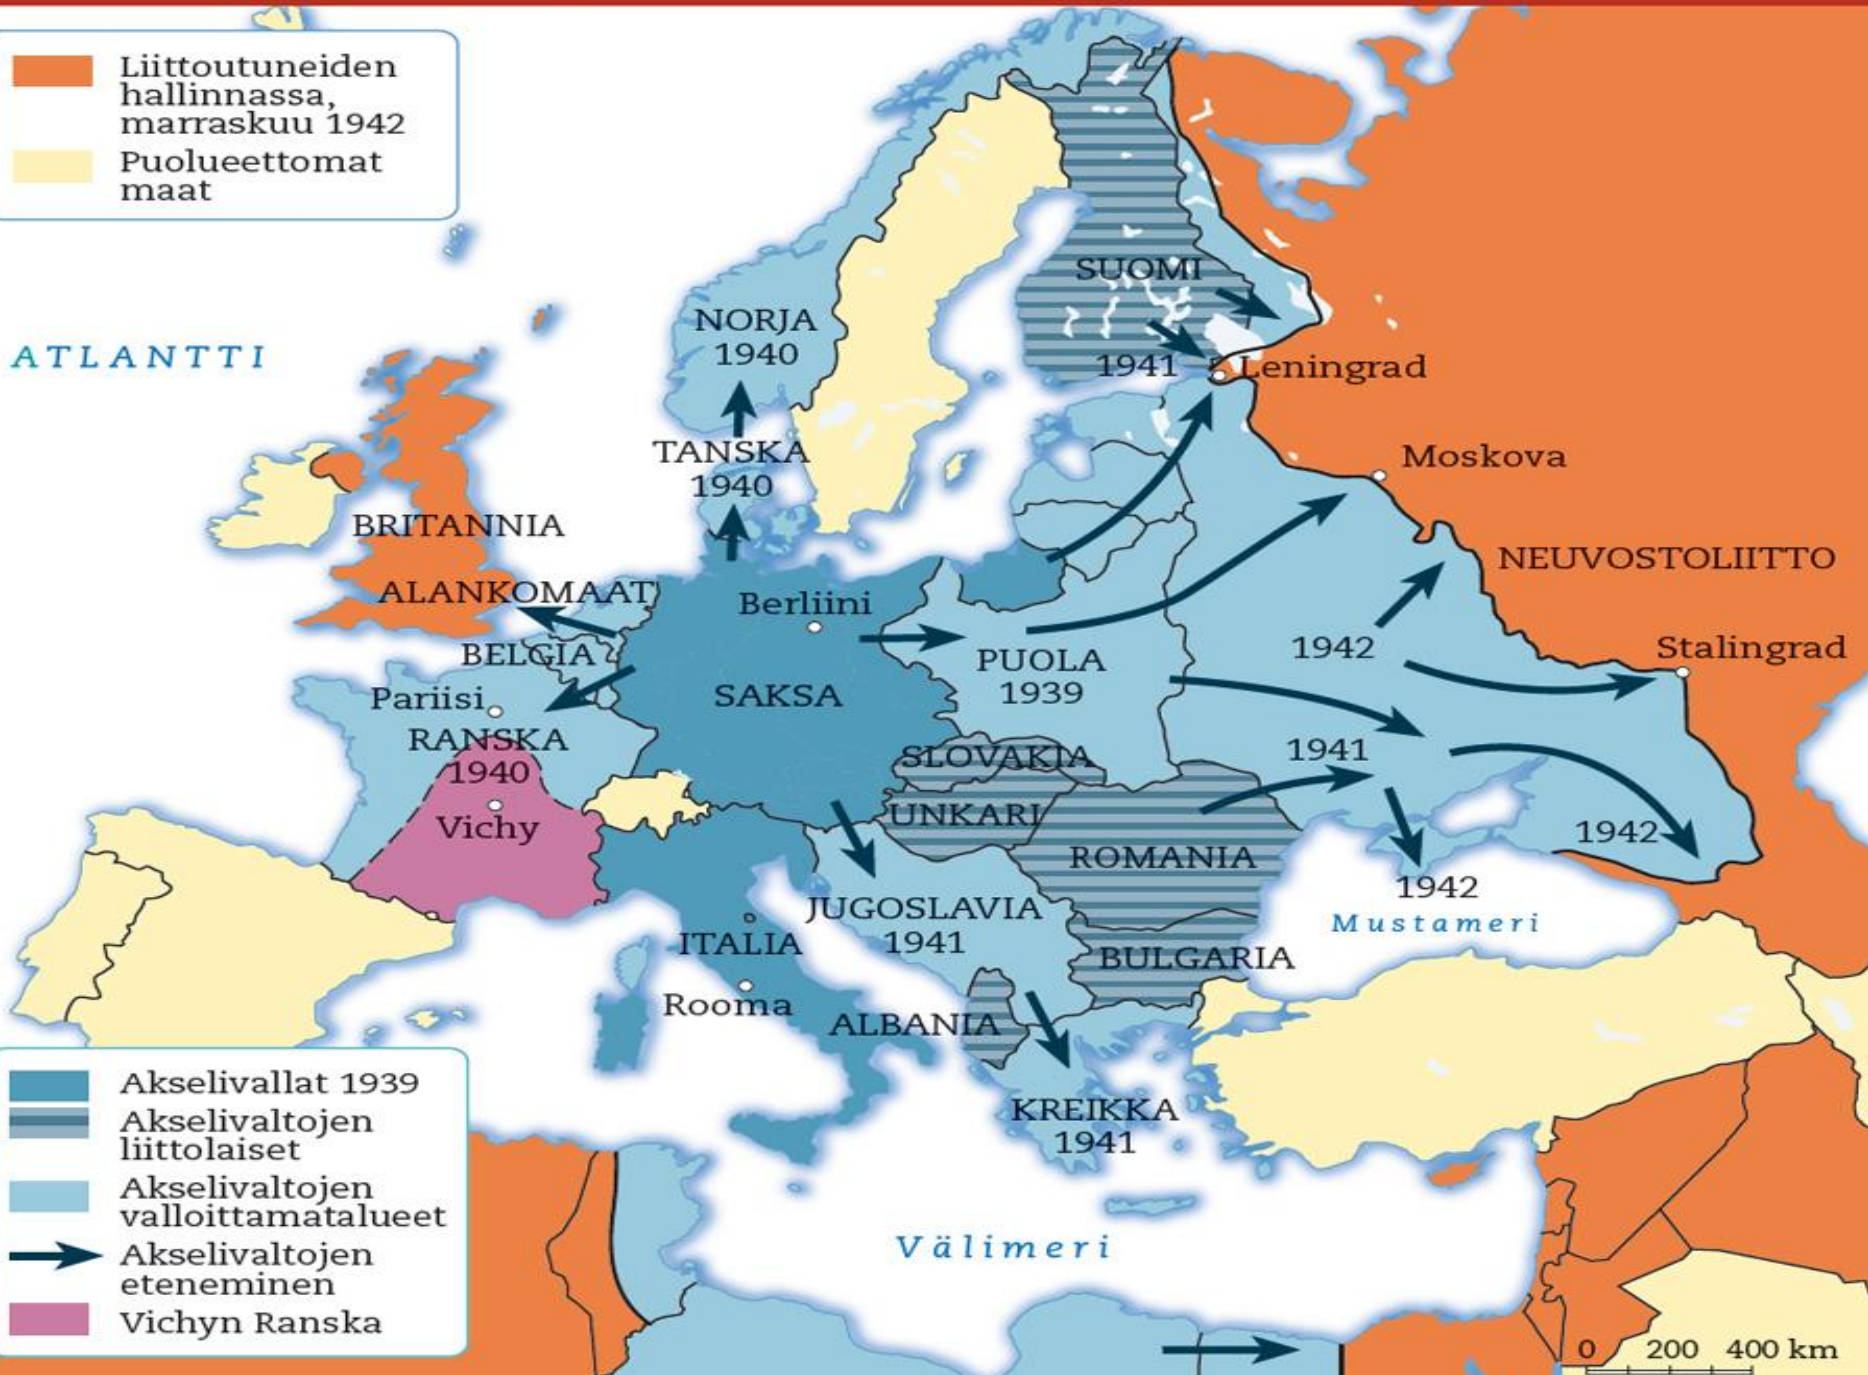 Liittoutuneiden
hallinnassa,
marraskuu 1942
Puolueettomat
maat
SUOMI
NORJA
1940
ATLANTTI
1941
Leningrad
TANSKA
1940
Moskova
BRITANNIA
NEUVOSTOLIITTO
ALANKOMAAT
Berliini
BELGIA
PUOLA
1939
1942
Stalingrad
Pariisi
SAKSA
RANSKA
1940
SLOVAKIA
1941
Vichy
UNKARI
ROMANIA
1942
1942
Mustameri
JUGOSLAVIA
1941
ITALIA
BULGARIA
Rooma
ALBANIA
KREIKKA
1941
Välimeri
Akselivallat 1939
Akselivaltojen
liittolaiset
Akselivaltojen
valloittamatalueet
Akselivaltojen
eteneminen
Vichyn Ranska
0 200 400 km